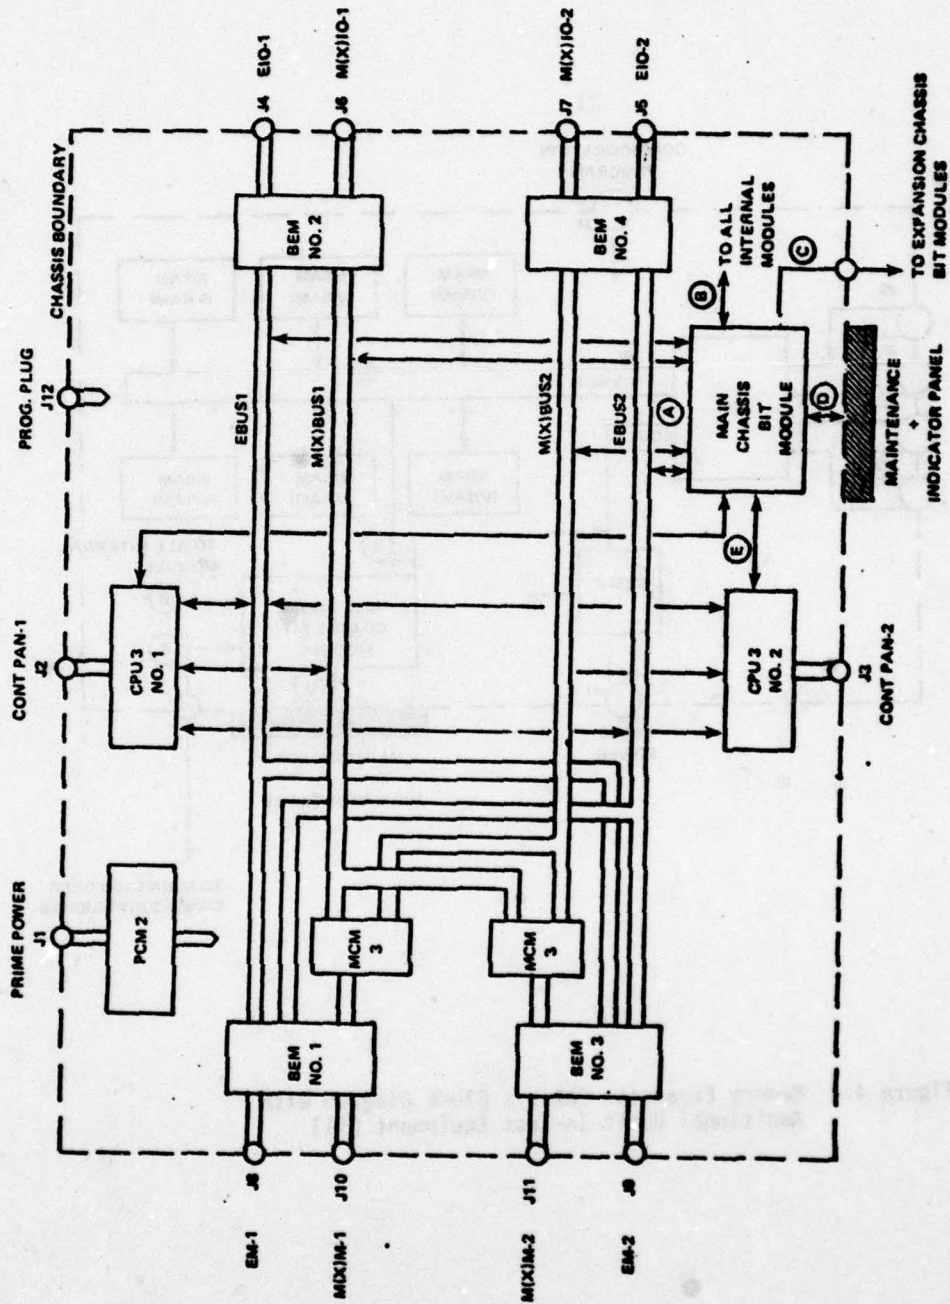 PRIME POWER
J1
PCM 2
CONT PAN-1
J2
CPU 3
NO. 1
PROG. PLUG
J12
CHASSIS BOUNDARY
EM-1
J8
M(X)M-1
J10
BEM
NO. 1
MCM
3
EBUS1
M(X)BUS1
BEM
NO. 2
J4
EIO-1
J6
M(X)IO-1
M(X)M-2
J11
EM-2
J9
BEM
NO. 3
MCM
3
M(X)BUS2
EBUS2
BEM
NO. 4
J7
M(X)IO-2
J5
EIO-2
CPU 3
NO. 2
J3
CONT PAN-2
E
A
MAIN
CHASSIS
BIT
MODULE
B
TO ALL
INTERNAL
MODULES
C
D
MAINTENANCE
+
INDICATOR PANEL
TO EXPANSION CHASSIS
BIT MODULES